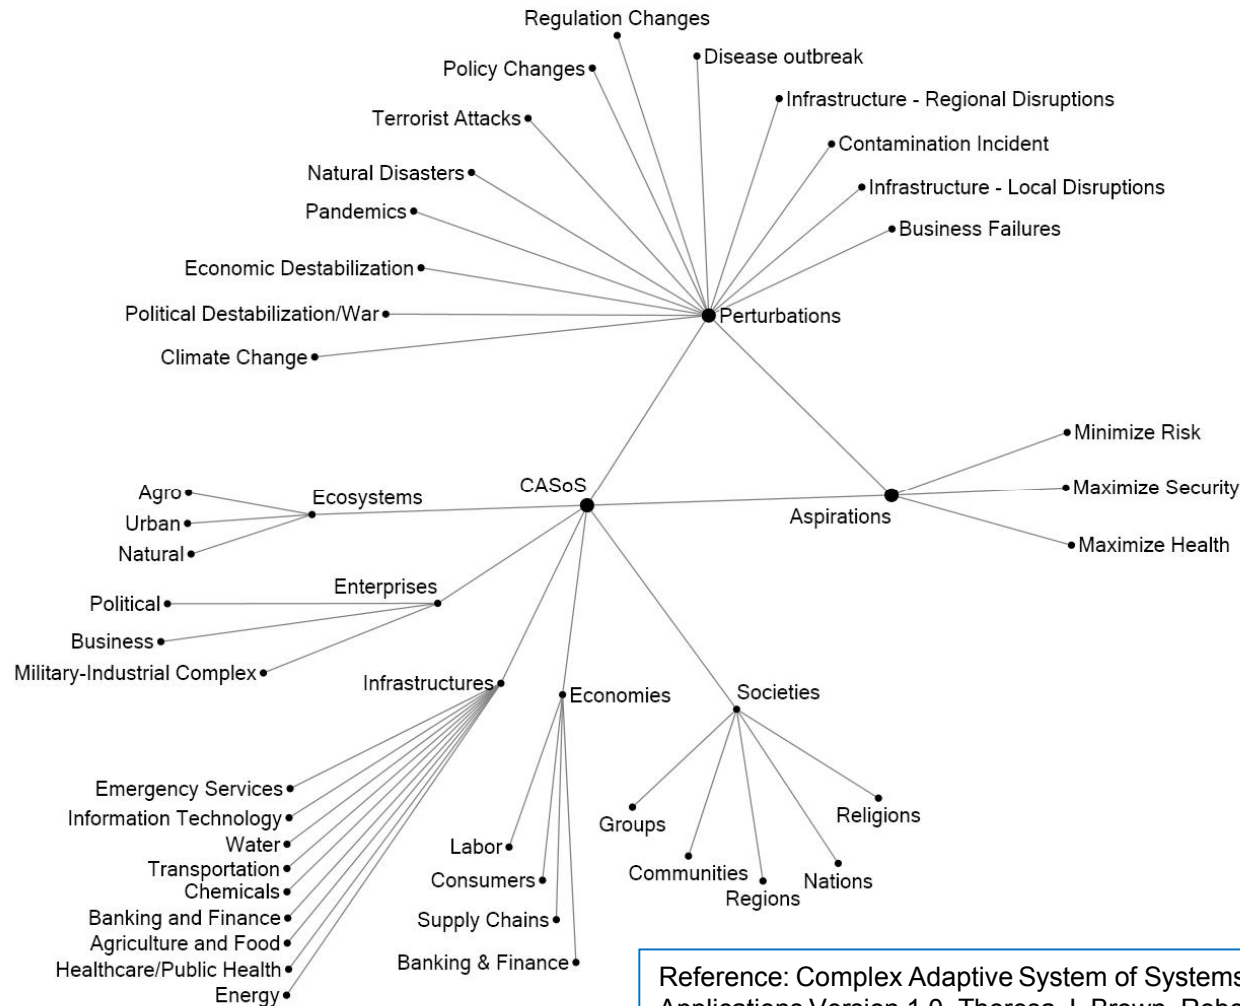 Regulation Changes
Disease outbreak
Policy Changes
Infrastructure - Regional Disruptions
Terrorist Attacks
Contamination Incident
Natural Disasters
Infrastructure - Local Disruptions
Pandemics
Business Failures
Economic Destabilization
Political Destabilization/War
Perturbations
Climate Change
Minimize Risk
CASoS
Maximize Security
Agro
Ecosystems
Aspirations
Urban
Maximize Health
Natural
Enterprises
Political
Business
Military-Industrial Complex
Infrastructures
Economies
Societies
Emergency Services
Information Technology
Water
Transportation
Chemicals
Banking and Finance
Agriculture and Food
Healthcare/Public Health
Energy
Labor
Consumers
Supply Chains
Banking & Finance
Groups
Communities
Regions
Nations
Religions
Reference: Complex Adaptive System of Systems
Applications Version 1.0, Theresa J. Brown, Robe